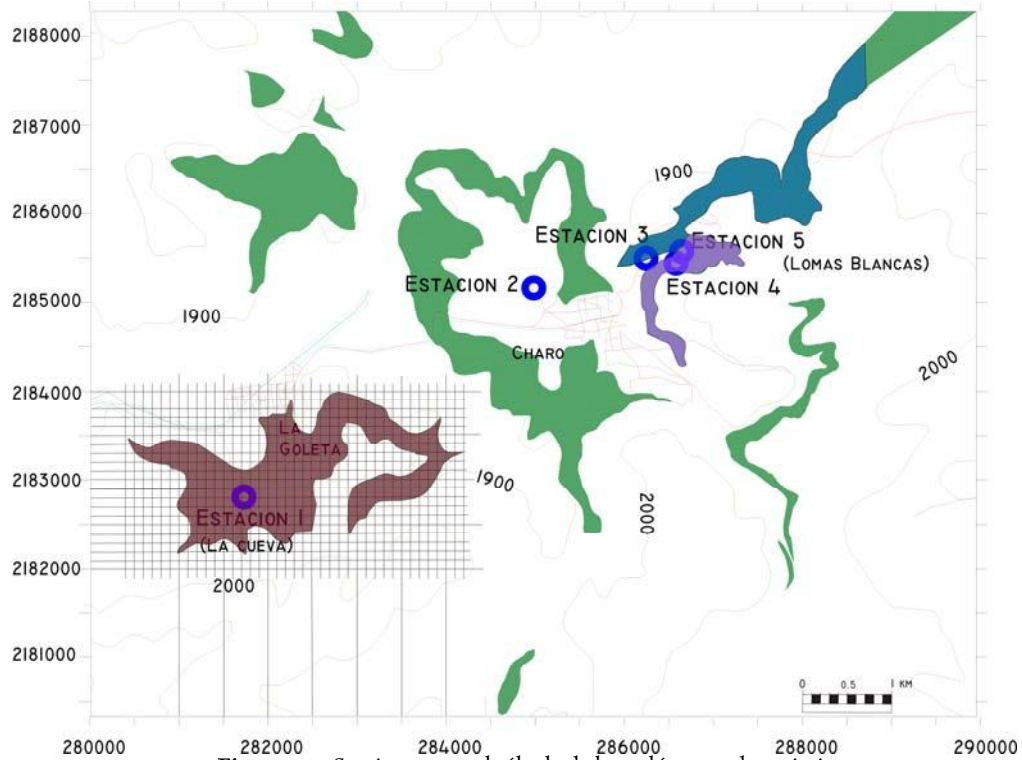 2188000
2187000
1900
2186000
ESTACION 3
ESTACION 5
(LOMAS BLANCAS)
ESTACION 2
ESTACION 4
2185000
1900
CHARO
2000
2184000
LA
GOLETA
2183000
1900
2000
ESTACION 1
(LA CUEVA)
2182000
2000
2181000
0 0.5 1 KM
280000 282000 284000 286000 288000 290000